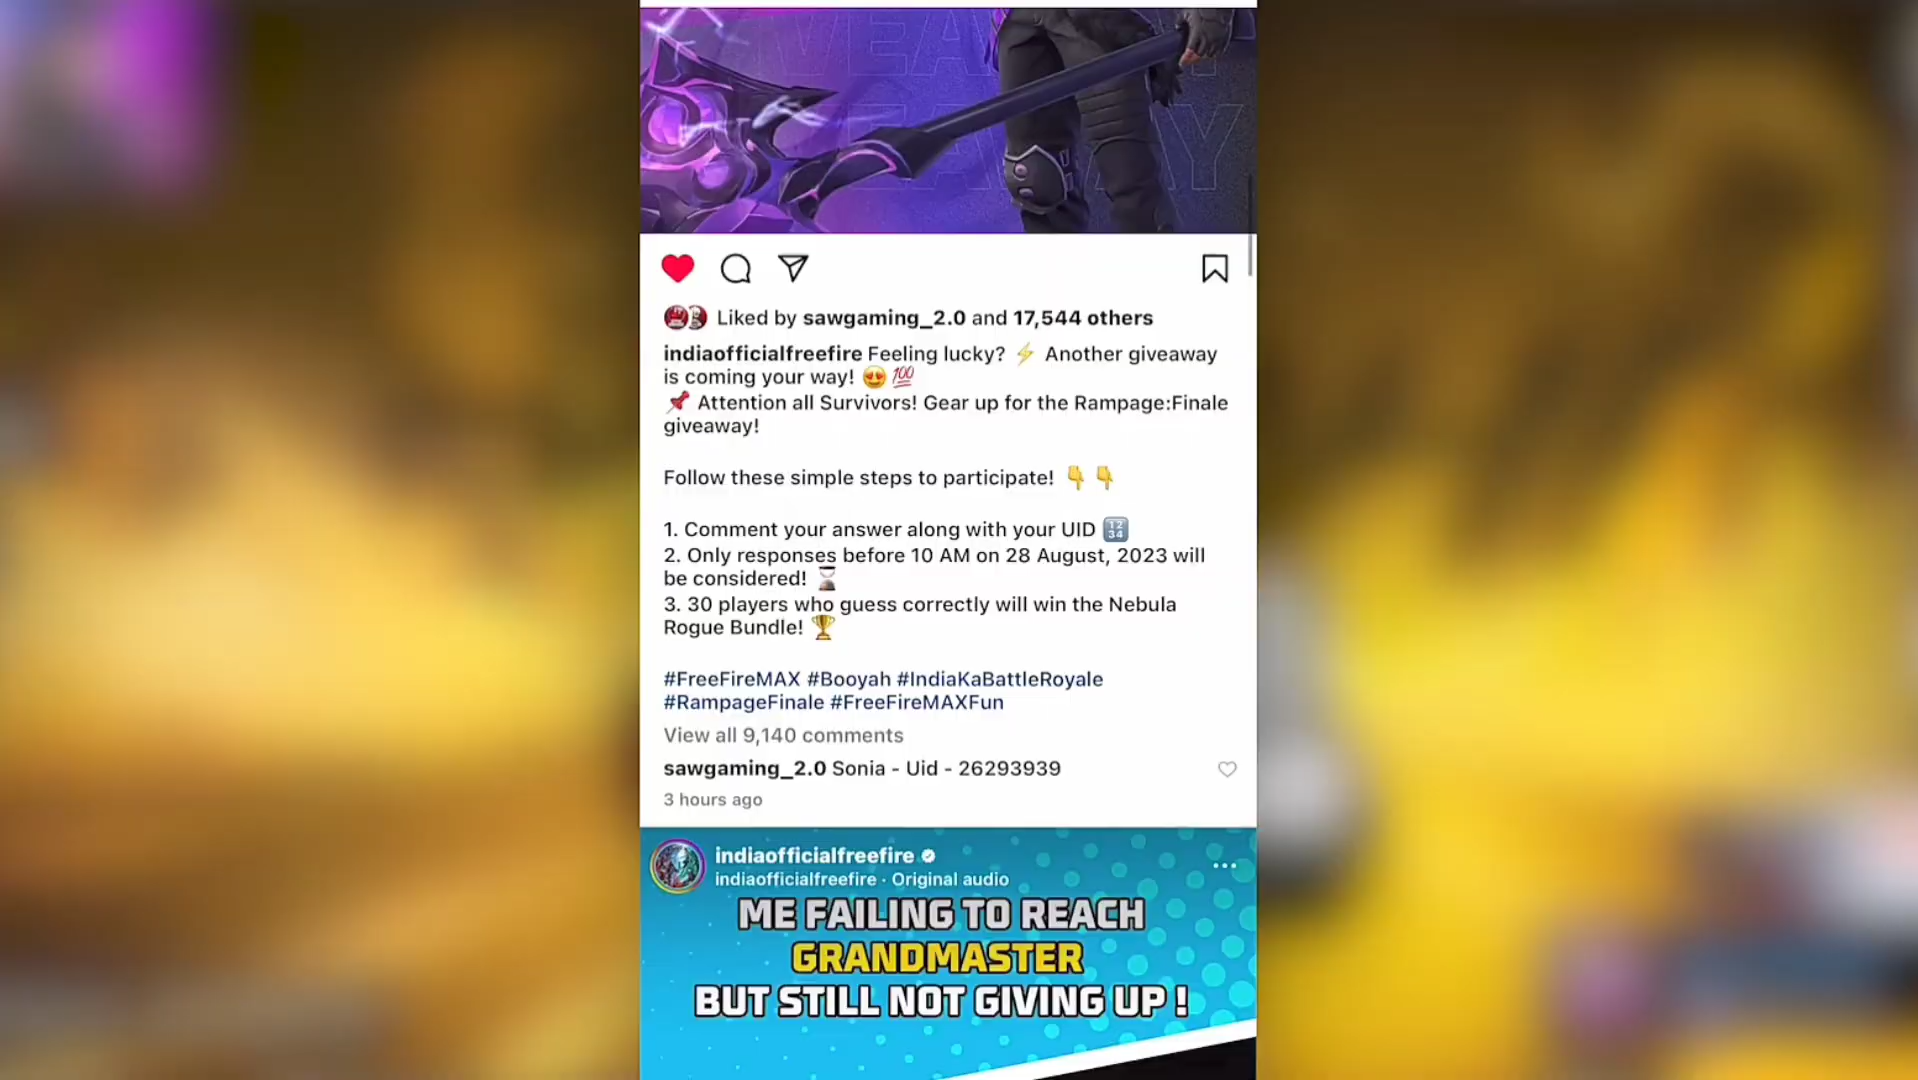 Liked by sawgaming_2.0 and 17,544 others
indiaofficialfreefire Feeling lucky? ⚡ Another giveaway
is coming your way! 😍 💯
📌 Attention all Survivors! Gear up for the Rampage:Finale
giveaway!
Follow these simple steps to participate! 👇 👇
1. Comment your answer along with your UID 🔢
2. Only responses before 10 AM on 28 August, 2023 will
be considered! ⌛
3. 30 players who guess correctly will win the Nebula
Rogue Bundle! 🏆
#FreeFireMAX #Booyah #IndiaKaBattleRoyale
#RampageFinale #FreeFireMAXFun
View all 9,140 comments
sawgaming_2.0 Sonia - Uid - 26293939
3 hours ago
indiaofficialfreefire
indiaofficialfreefire · Original audio
ME FAILING TO REACH
GRANDMASTER
BUT STILL NOT GIVING UP !